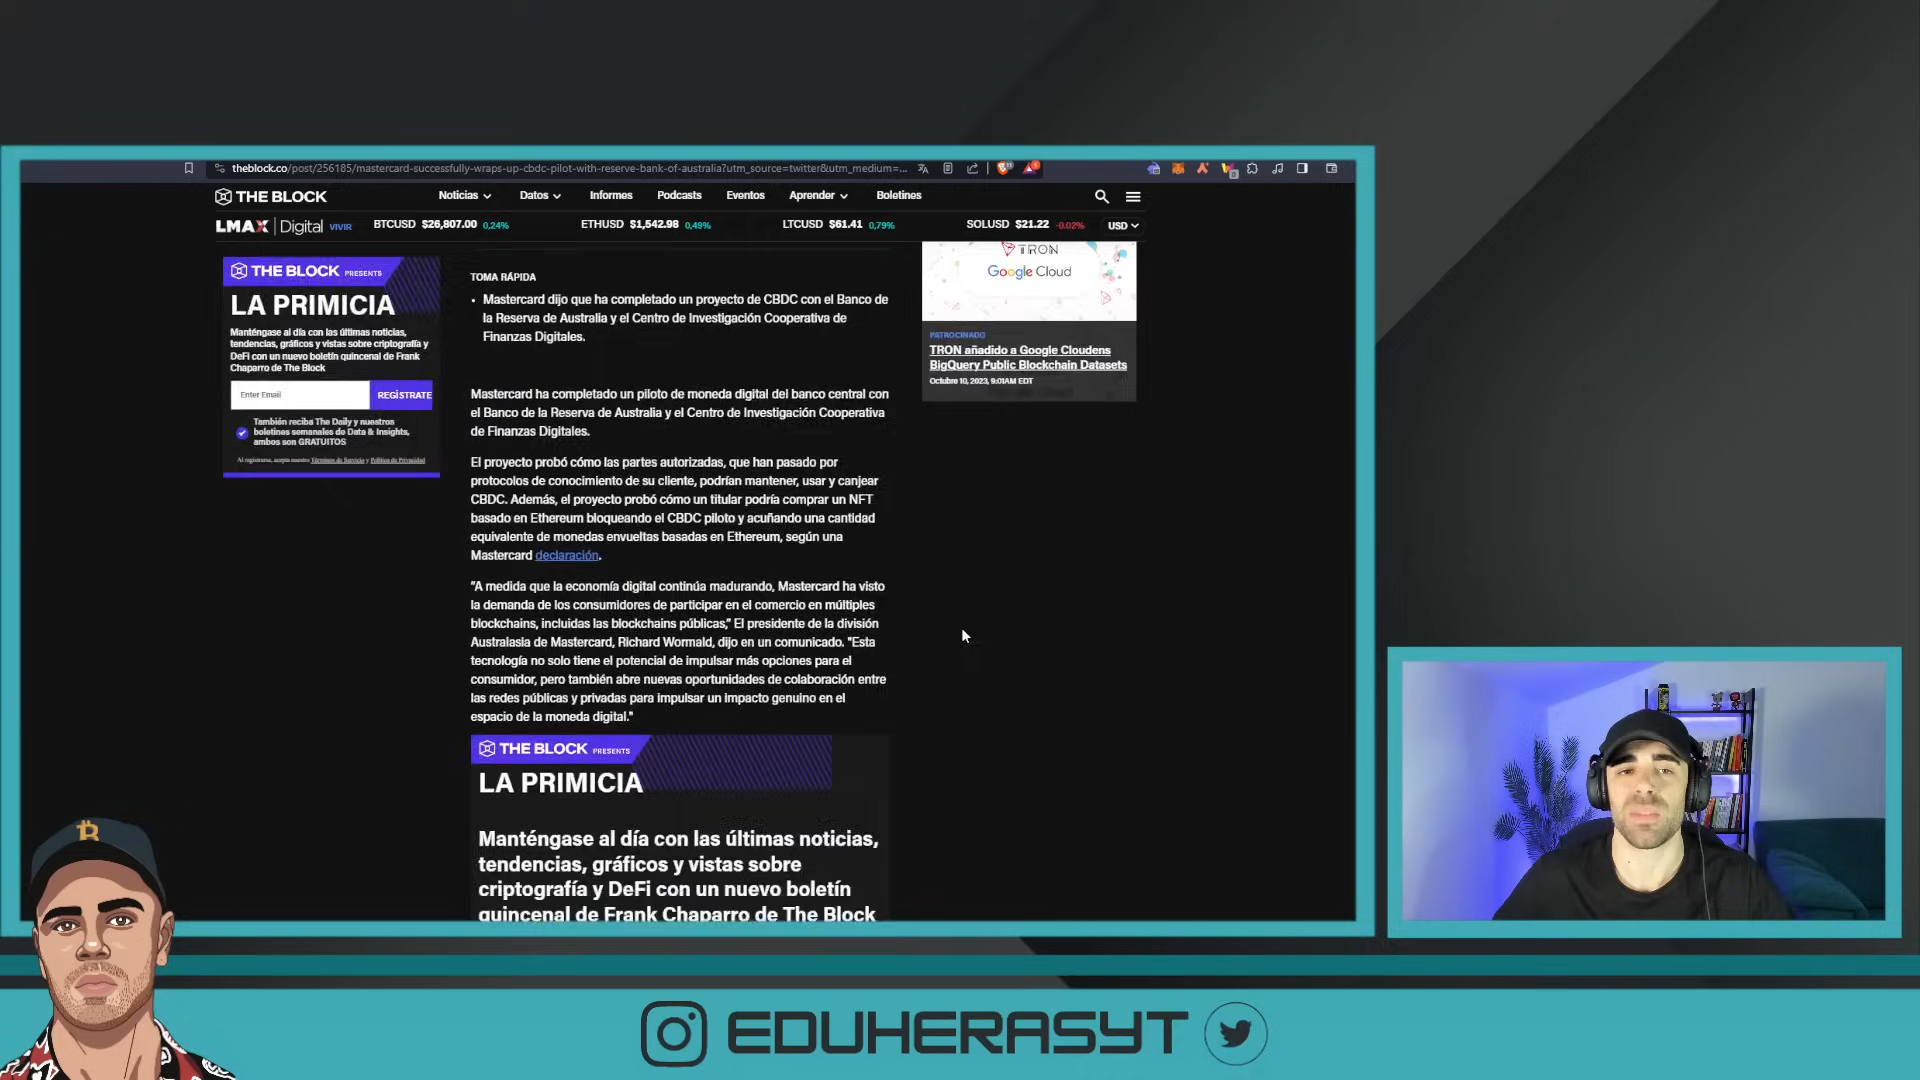 theblock.co/post/256185/mastercard-successfully-wraps-up-cbdc-pilot-with-reserve-bank-of-australia?utm_source=twitter&utm_medium=...
THE BLOCK
Noticias
Datos
Informes
Podcasts
Eventos
Aprender
Boletines
LMAX Digital VIVIR
BTCUSD $26,807.00 0,24%
ETHUSD $1,542.98 0,49%
LTCUSD $61.41 0,79%
SOLUSD $21.22 -0.02%
USD
THE BLOCK PRESENTS
LA PRIMICIA
Manténgase al día con las últimas noticias,
tendencias, gráficos y vistas sobre criptografía y
DeFi con un nuevo boletín quincenal de Frank
Chaparro de The Block
Enter Email
REGÍSTRATE
También reciba The Daily y nuestros
boletines semanales de Data & Insights,
ambos son GRATUITOS
Al registrarse, acepta nuestro Términos de Servicio y Política de Privacidad
TOMA RÁPIDA
• Mastercard dijo que ha completado un proyecto de CBDC con el Banco de
la Reserva de Australia y el Centro de Investigación Cooperativa de
Finanzas Digitales.
Mastercard ha completado un piloto de moneda digital del banco central con
el Banco de la Reserva de Australia y el Centro de Investigación Cooperativa
de Finanzas Digitales.
El proyecto probó cómo las partes autorizadas, que han pasado por
protocolos de conocimiento de su cliente, podrían mantener, usar y canjear
CBDC. Además, el proyecto probó cómo un titular podría comprar un NFT
basado en Ethereum bloqueando el CBDC piloto y acuñando una cantidad
equivalente de monedas envueltas basadas en Ethereum, según una
Mastercard declaración.
“A medida que la economía digital continúa madurando, Mastercard ha visto
la demanda de los consumidores de participar en el comercio en múltiples
blockchains, incluidas las blockchains públicas,” El presidente de la división
Australasia de Mastercard, Richard Wormald, dijo en un comunicado. "Esta
tecnología no solo tiene el potencial de impulsar más opciones para el
consumidor, pero también abre nuevas oportunidades de colaboración entre
las redes públicas y privadas para impulsar un impacto genuino en el
espacio de la moneda digital."
THE BLOCK PRESENTS
LA PRIMICIA
Manténgase al día con las últimas noticias,
tendencias, gráficos y vistas sobre
criptografía y DeFi con un nuevo boletín
quincenal de Frank Chaparro de The Block
TRON
Google Cloud
PATROCINADO
TRON añadido a Google Cloudens
BigQuery Public Blockchain Datasets
Octubre 10, 2023, 9:01AM EDT
EDUHERASYT